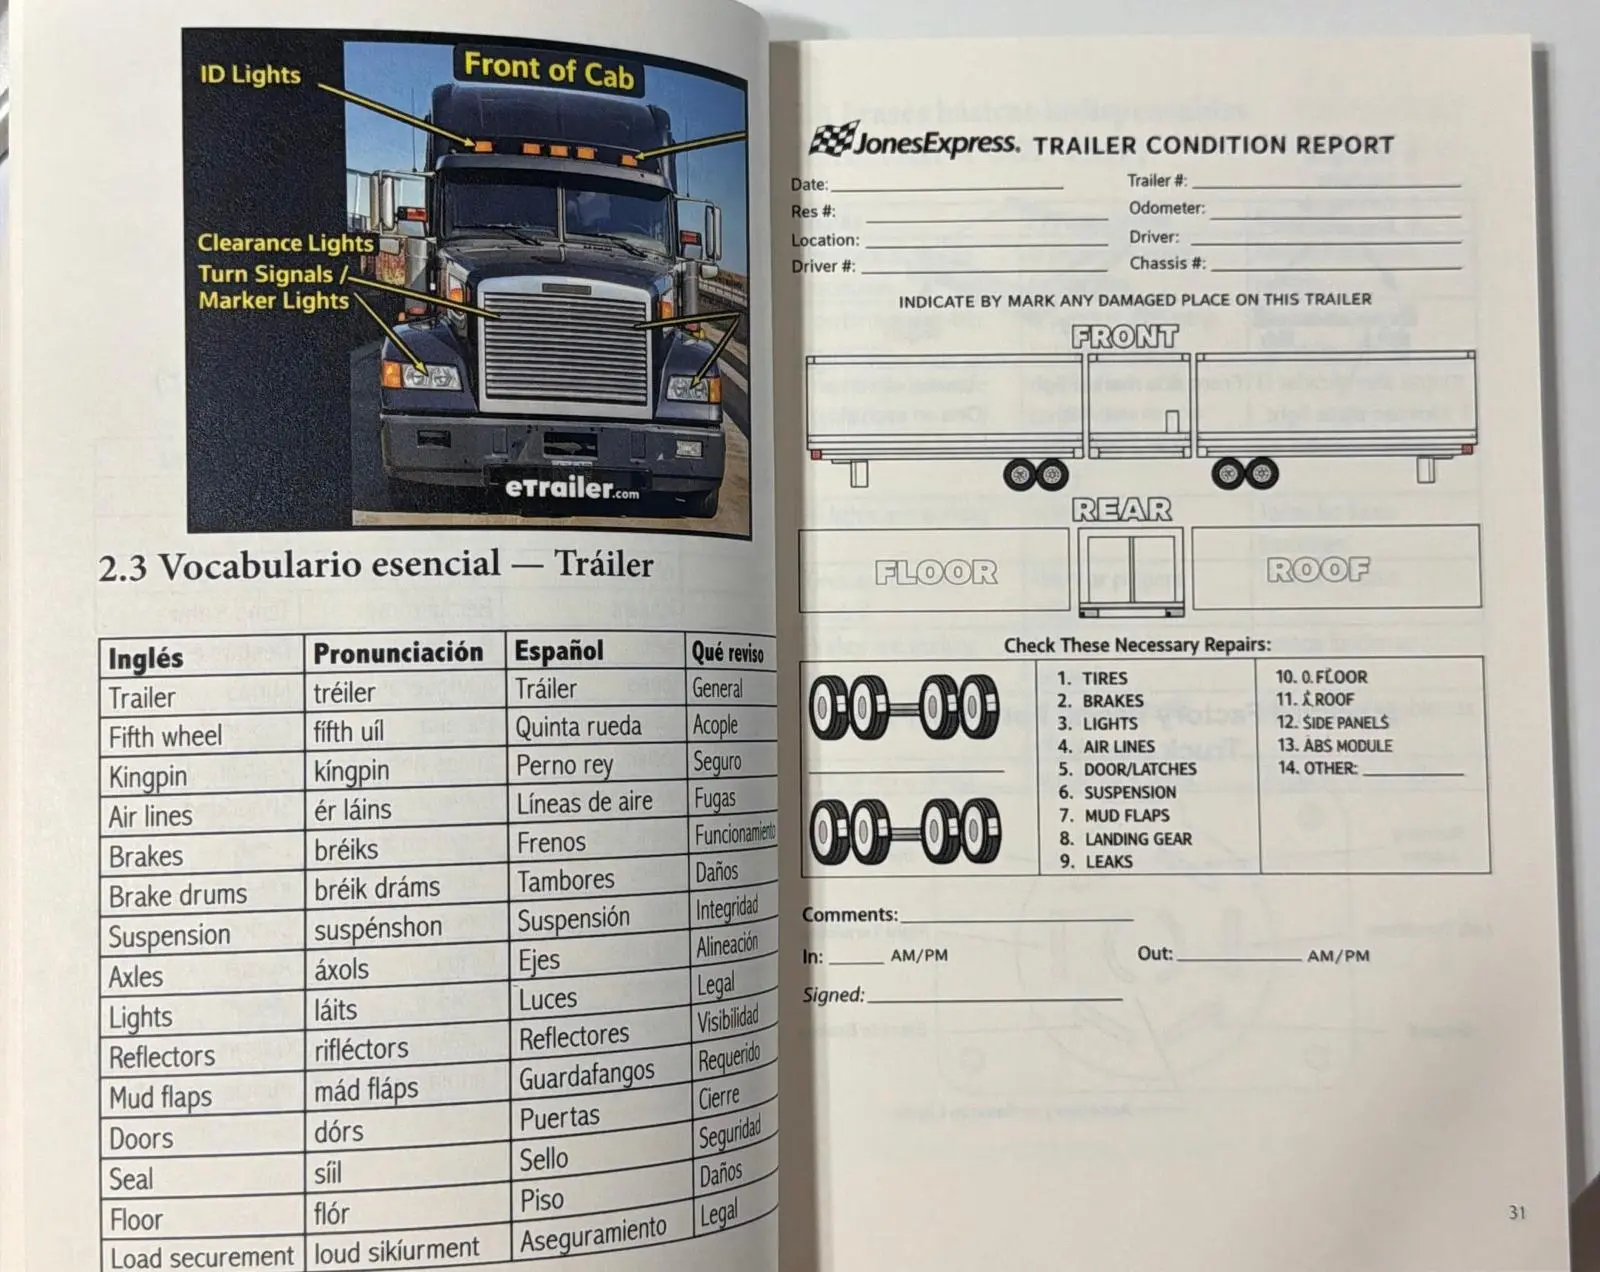 Front of Cab
ID Lights
Clearance Lights
Turn Signals /
Marker Lights
eTrailer.com
2.3 Vocabulario esencial — Tráiler
Inglés Pronunciación Español Qué reviso
Trailer tréiler Tráiler General
Fifth wheel fífth uíl Quinta rueda Acople
Kingpin kíngpin Perno rey Seguro
Air lines ér láins Líneas de aire Fugas
Brakes bréiks Frenos Funcionamiento
Brake drums bréik dráms Tambores Daños
Suspension suspénshon Suspensión Integridad
Axles áxols Ejes Alineación
Lights láits Luces Legal
Reflectors rifléctors Reflectores Visibilidad
Mud flaps mád fláps Guardafangos Requerido
Doors dórs Puertas Cierre
Seal síil Sello Seguridad
Floor flór Piso Daños
Load securement loud sikíurment Aseguramiento Legal
JonesExpress. TRAILER CONDITION REPORT
Date: Trailer #:
Res #: Odometer:
Location: Driver:
Driver #: Chassis #:
INDICATE BY MARK ANY DAMAGED PLACE ON THIS TRAILER
FRONT
REAR
FLOOR ROOF
Check These Necessary Repairs:
1. TIRES
2. BRAKES
3. LIGHTS
4. AIR LINES
5. DOOR/LATCHES
6. SUSPENSION
7. MUD FLAPS
8. LANDING GEAR
9. LEAKS
10. O. FLOOR
11. ROOF
12. SIDE PANELS
13. ABS MODULE
14. OTHER:
Comments:
In: AM/PM Out: AM/PM
Signed:
31